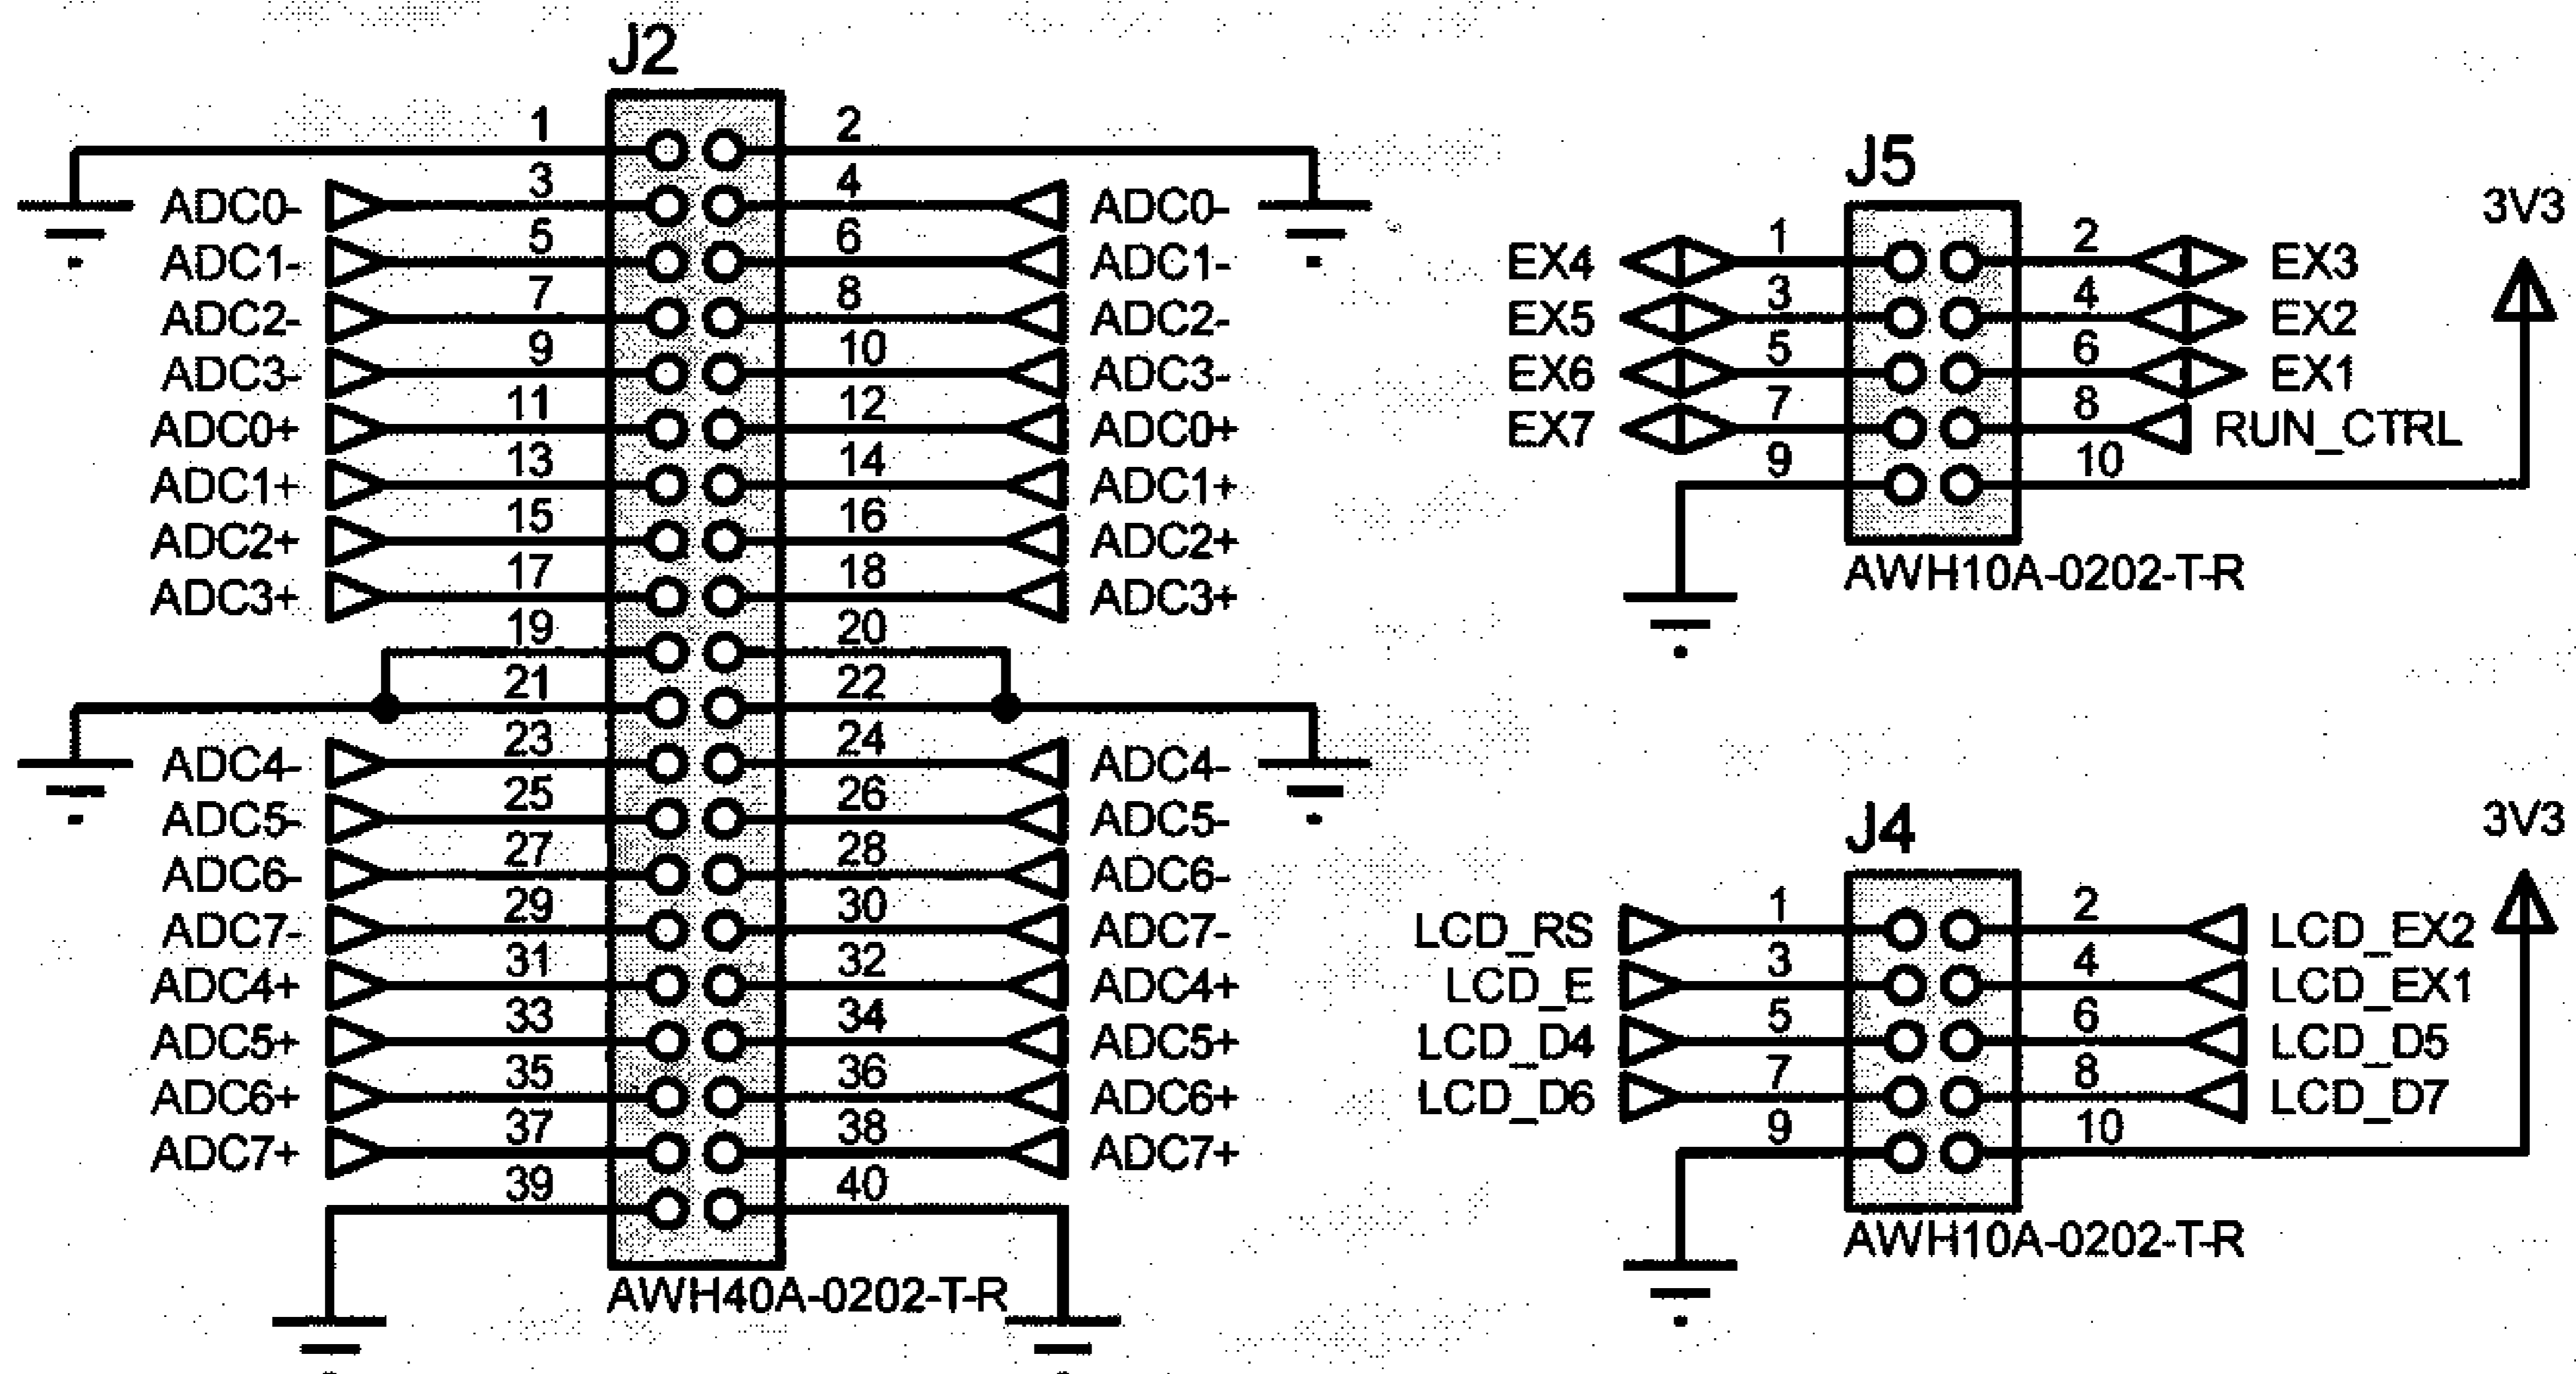 J2
1 2
ADC0- 3 4 ADC0-
ADC1- 5 6 ADC1-
ADC2- 7 8 ADC2-
ADC3- 9 10 ADC3-
ADC0+ 11 12 ADC0+
ADC1+ 13 14 ADC1+
ADC2+ 15 16 ADC2+
ADC3+ 17 18 ADC3+
19 20
21 22
ADC4- 23 24 ADC4-
ADC5- 25 26 ADC5-
ADC6- 27 28 ADC6-
ADC7- 29 30 ADC7-
ADC4+ 31 32 ADC4+
ADC5+ 33 34 ADC5+
ADC6+ 35 36 ADC6+
ADC7+ 37 38 ADC7+
39 40
AWH40A-0202-T-R
J5
3V3
EX4 1 2 EX3
EX5 3 4 EX2
EX6 5 6 EX1
EX7 7 8 RUN_CTRL
9 10
AWH10A-0202-T-R
J4
3V3
LCD_RS 1 2 LCD_EX2
LCD_E 3 4 LCD_EX1
LCD_D4 5 6 LCD_D5
LCD_D6 7 8 LCD_D7
9 10
AWH10A-0202-T-R